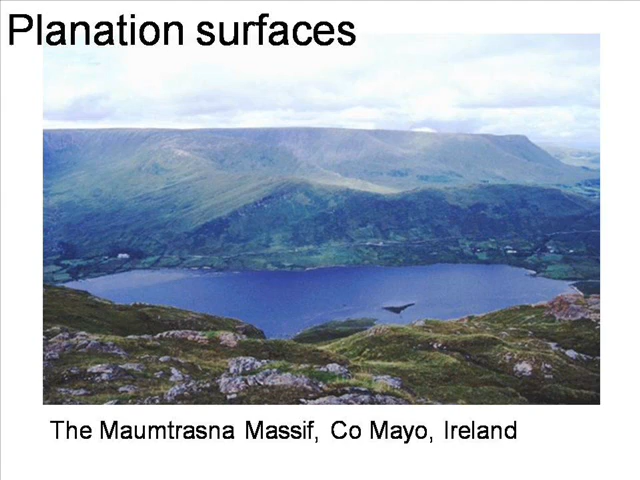 Planation surfaces
The Maumtrasna Massif, Co Mayo, Ireland